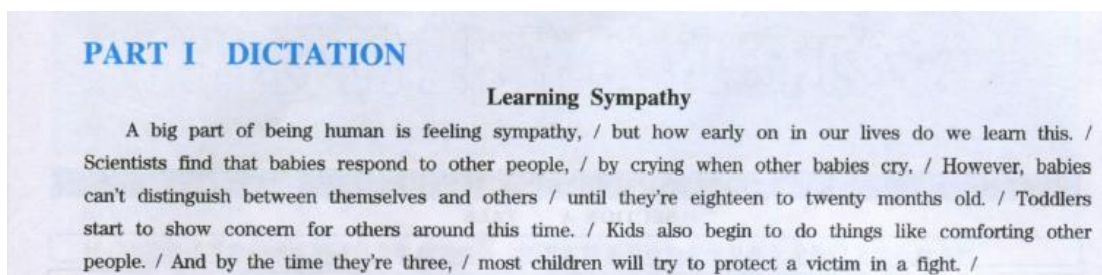 PART I DICTATION
Learning Sympathy
A big part of being human is feeling sympathy, / but how early on in our lives do we learn this. /
Scientists find that babies respond to other people, / by crying when other babies cry. / However, babies
can't distinguish between themselves and others / until they're eighteen to twenty months old. / Toddlers
start to show concern for others around this time. / Kids also begin to do things like comforting other
people. / And by the time they're three, / most children will try to protect a victim in a fight. /